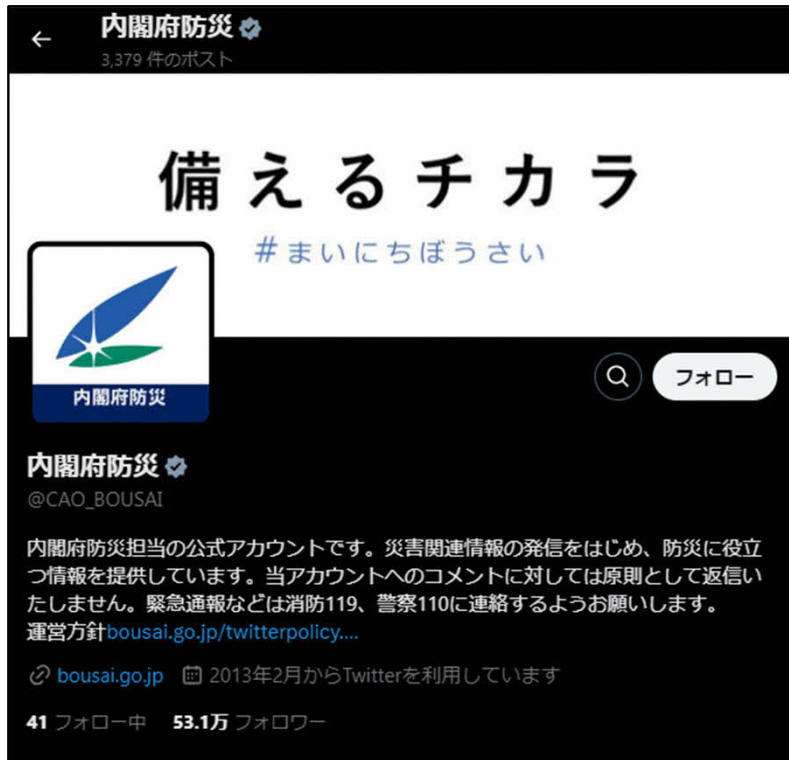 内閣府防災
3,379 件のポスト
備えるチカラ
#まいにちぼうさい
内閣府防災
フォロー
内閣府防災
@CAO_BOUSAI
内閣府防災担当の公式アカウントです。災害関連情報の発信をはじめ、防災に役立
つ情報を提供しています。当アカウントへのコメントに対しては原則として返信い
たしません。緊急通報などは消防119、警察110に連絡するようお願いします。
運営方針bousai.go.jp/twitterpolicy....
bousai.go.jp 2013年2月からTwitterを利用しています
41 フォロー中 53.1万 フォロワー